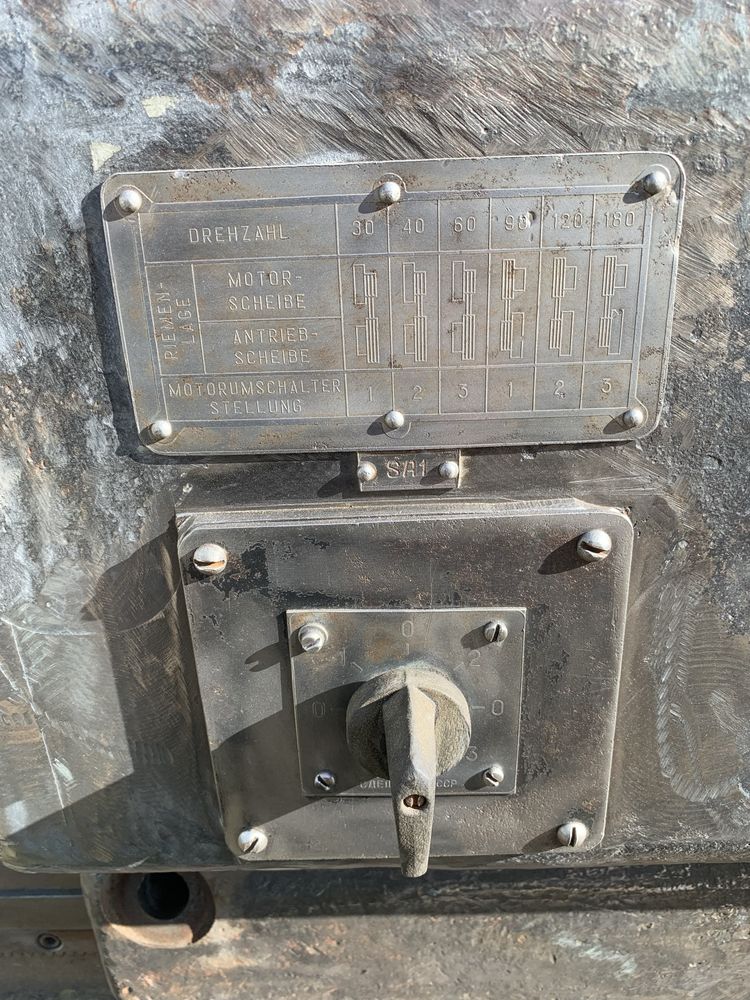 DREHZAHL 30 40 60 90 120 180
RIEMEN-
LAGE
MOTOR-
SCHEIBE
ANTRIEB-
SCHEIBE
MOTORUMSCHALTER
STELLUNG 1 2 3 1 2 3
SA1
0
1 2
0 0
3